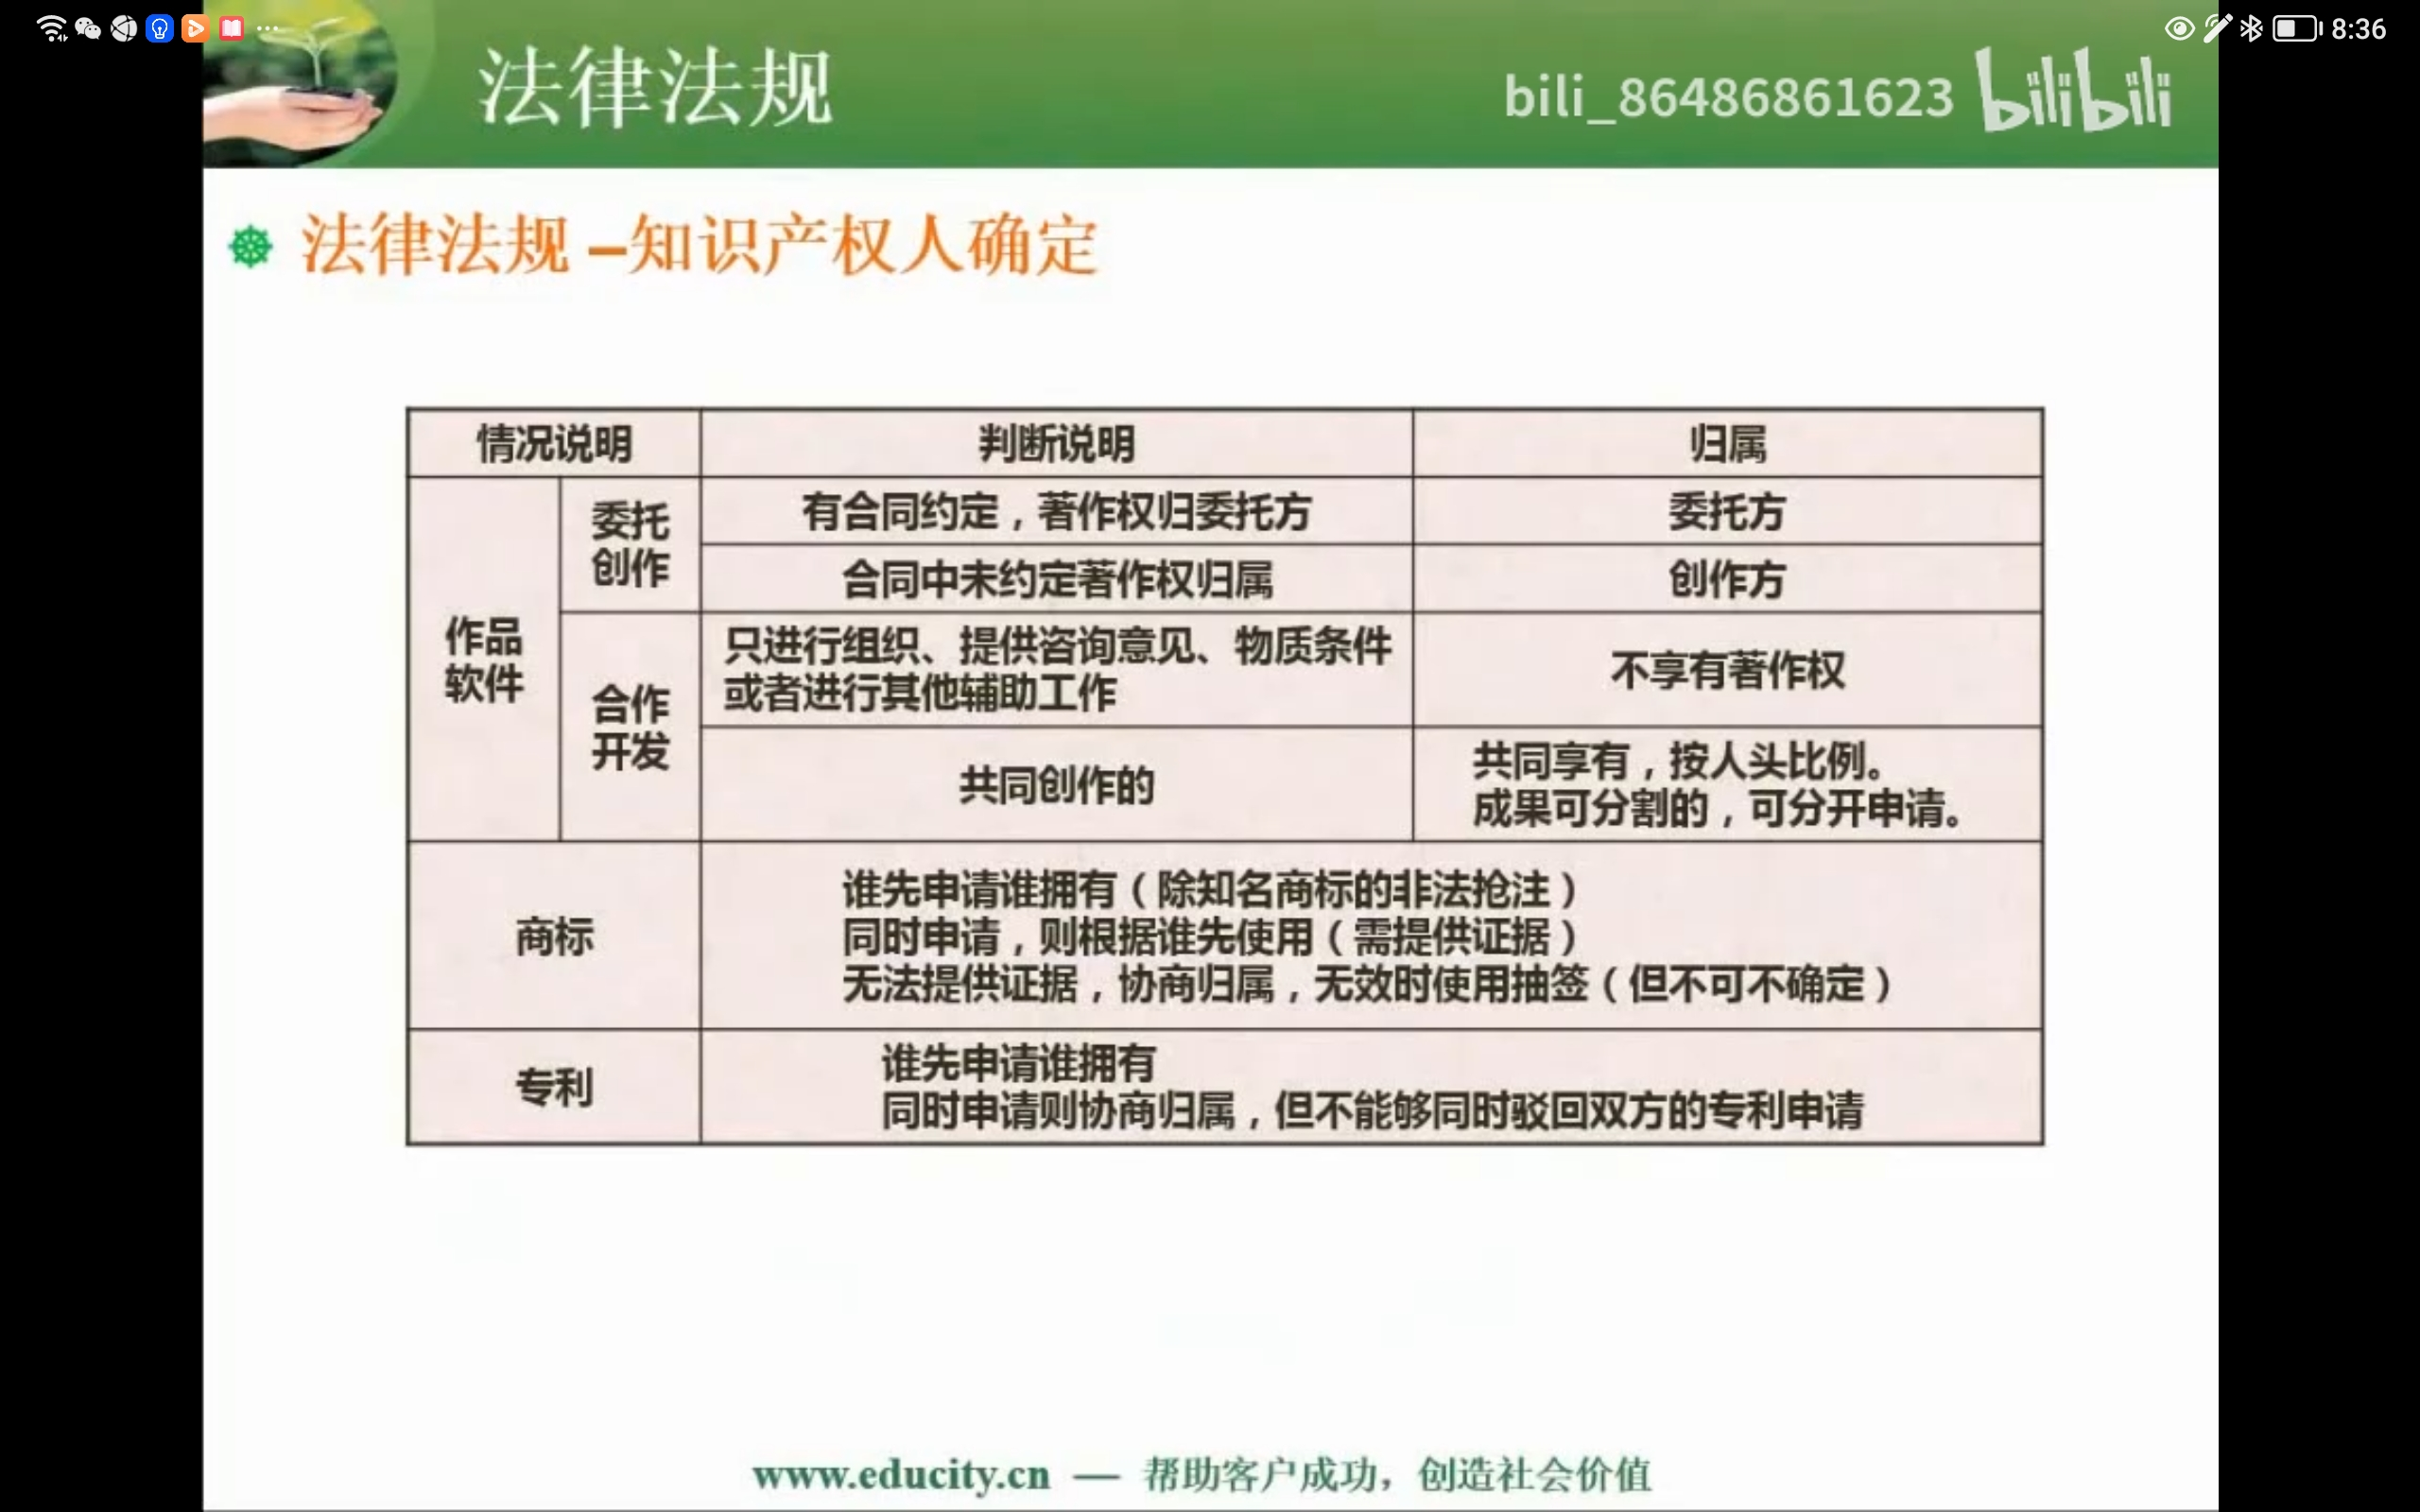 8:36
法律法规
bili_86486861623 bilibili
法律法规 –知识产权人确定
情况说明
判断说明
归属
作品
软件
委托
创作
有合同约定，著作权归委托方
委托方
合同中未约定著作权归属
创作方
合作
开发
只进行组织、提供咨询意见、物质条件
或者进行其他辅助工作
不享有著作权
共同创作的
共同享有，按人头比例。
成果可分割的，可分开申请。
商标
谁先申请谁拥有（除知名商标的非法抢注）
同时申请，则根据谁先使用（需提供证据）
无法提供证据，协商归属，无效时使用抽签（但不可不确定）
专利
谁先申请谁拥有
同时申请则协商归属，但不能够同时驳回双方的专利申请
www.educity.cn — 帮助客户成功，创造社会价值